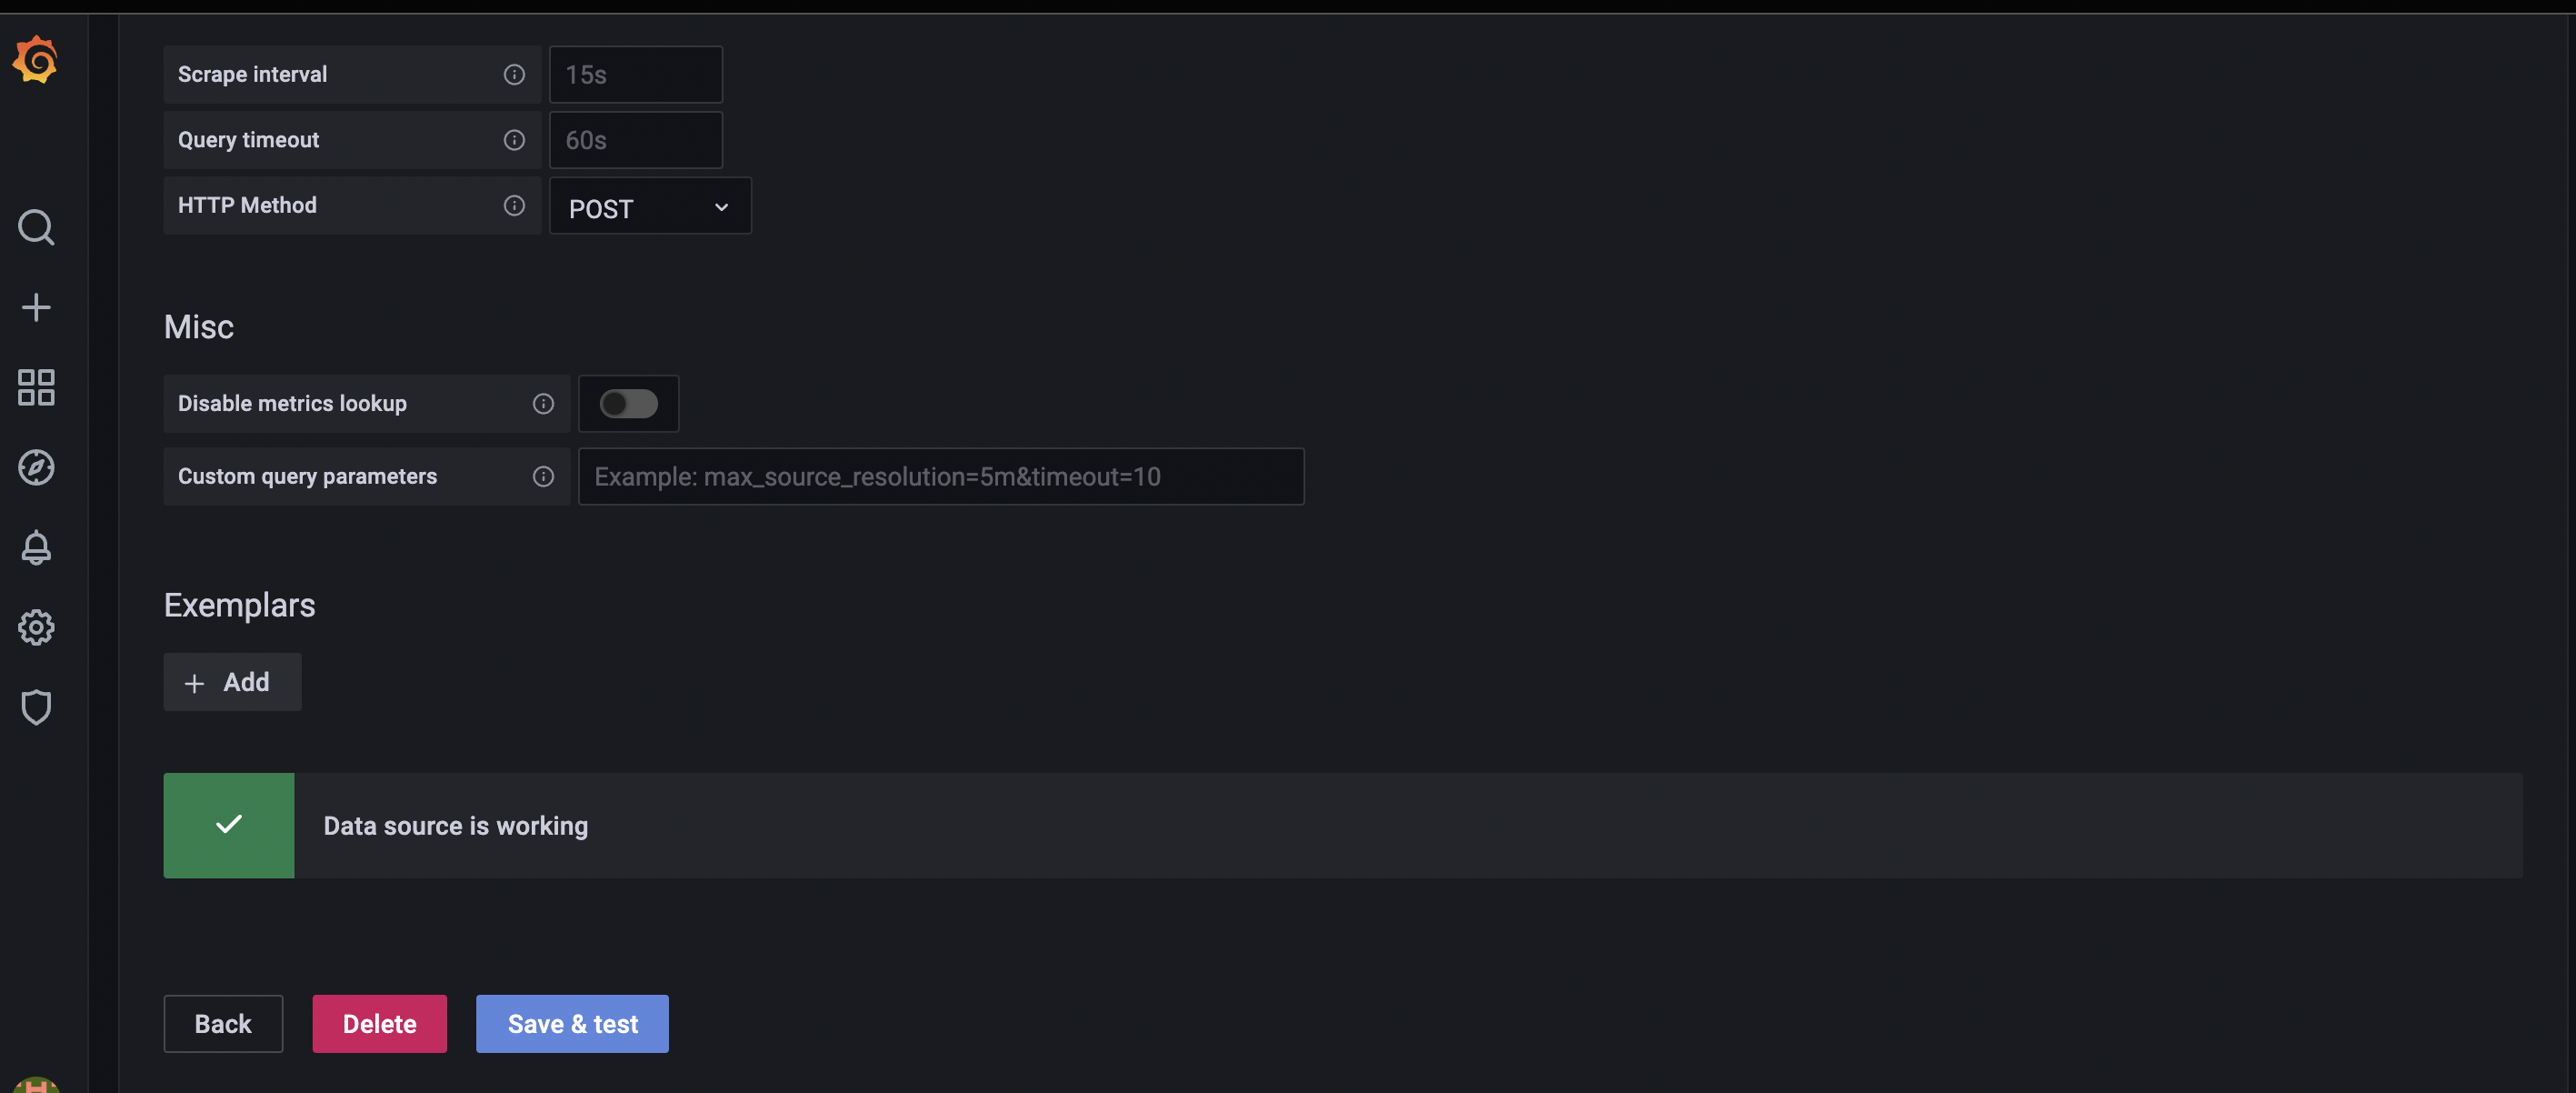 Scrape interval 15s
Query timeout 60s
HTTP Method POST
Misc
Disable metrics lookup
Custom query parameters Example: max_source_resolution=5m&timeout=10
Exemplars
Add
Data source is working
Back Delete Save & test